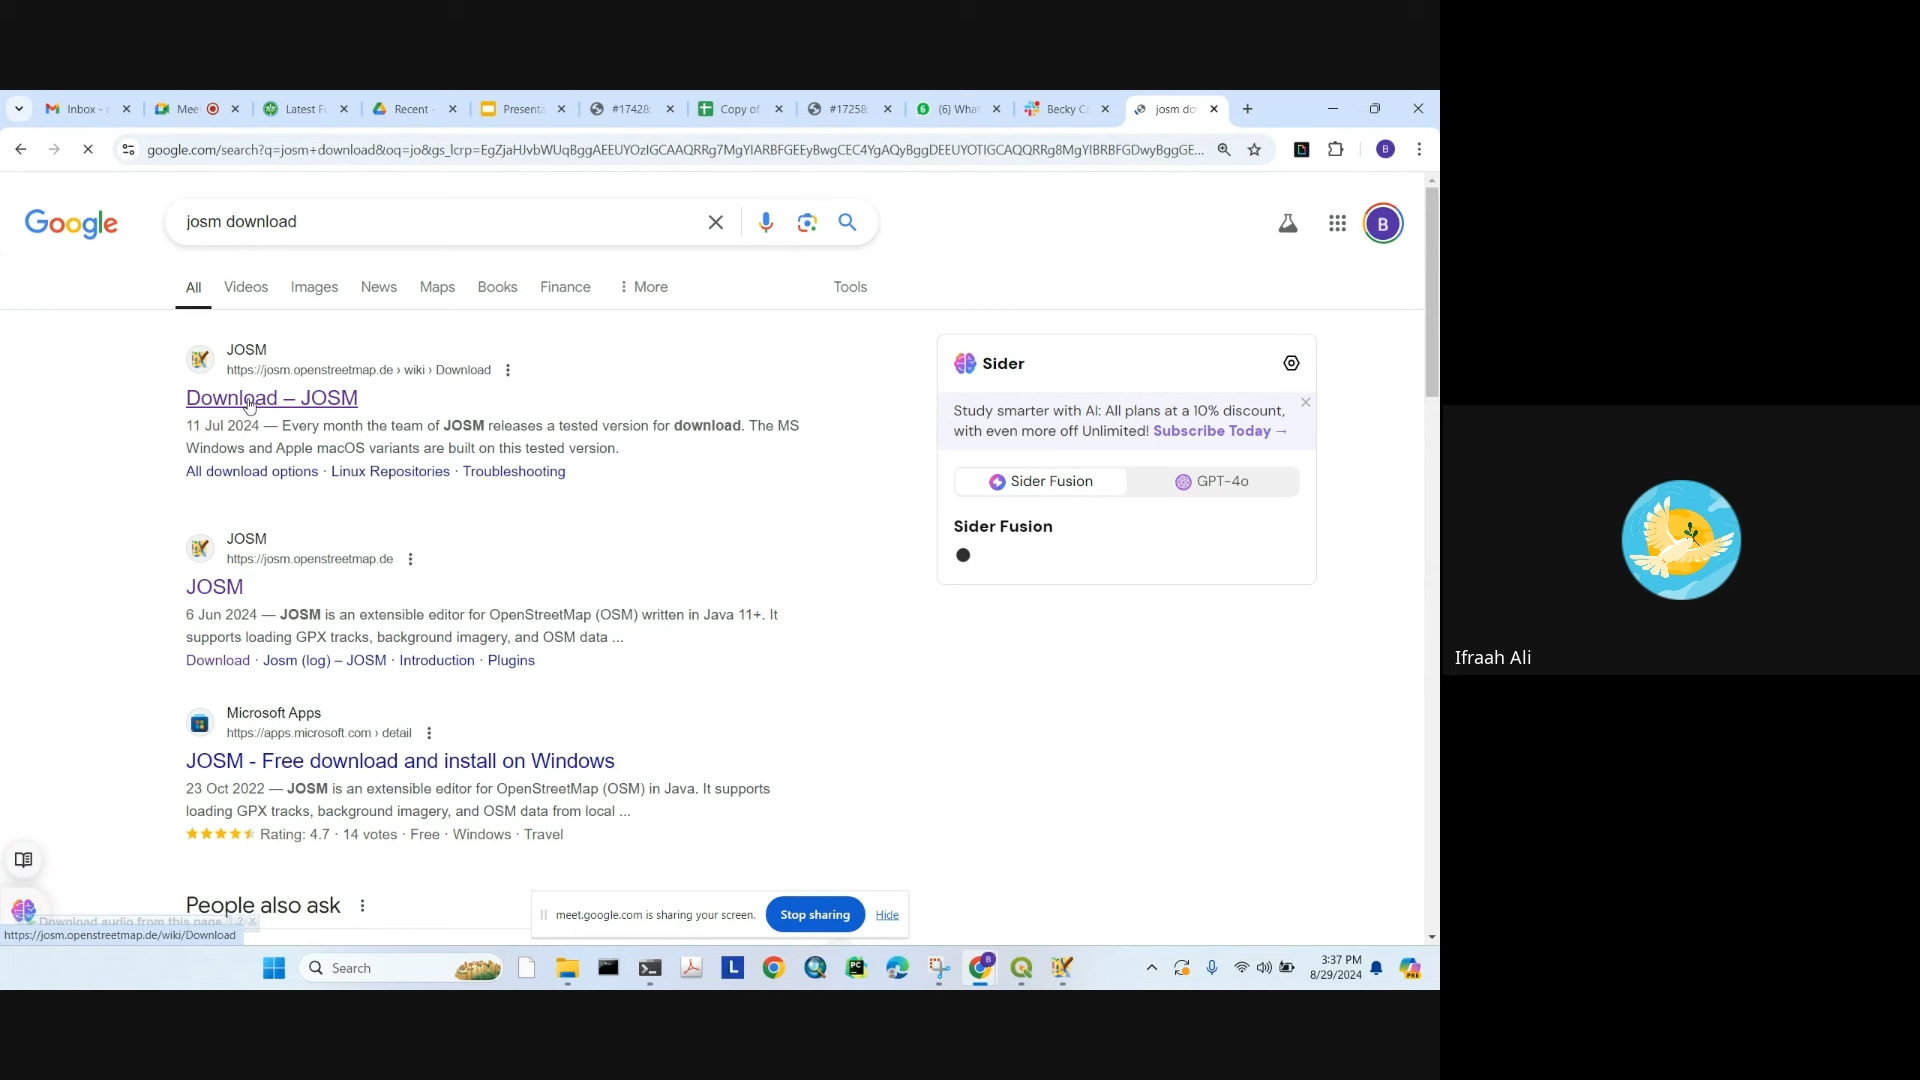 Inbox -
Mee
Latest F
Recent
Present
#17428:
Copy of
#17258:
(6) What
Becky C
josm do
google.com/search?q=josm+download&oq=jo&gs_lcrp=EgZjaHJvbWUqBggAEEUYOzIGCAAQRRg7MgYIARBFGEEyBwgCEC4YgAQyBggDEEUYOTIGCAQQRRg8MgYIBRBFGDwyBggGE...
B
Google
josm download
B
All Videos Images News Maps Books Finance More Tools
JOSM
https://josm.openstreetmap.de › wiki › Download
Download – JOSM
11 Jul 2024 — Every month the team of JOSM releases a tested version for download. The MS
Windows and Apple macOS variants are built on this tested version.
All download options · Linux Repositories · Troubleshooting
JOSM
https://josm.openstreetmap.de
JOSM
6 Jun 2024 — JOSM is an extensible editor for OpenStreetMap (OSM) written in Java 11+. It
supports loading GPX tracks, background imagery, and OSM data ...
Download · Josm (log) – JOSM · Introduction · Plugins
Microsoft Apps
https://apps.microsoft.com › detail
JOSM - Free download and install on Windows
23 Oct 2022 — JOSM is an extensible editor for OpenStreetMap (OSM) in Java. It supports
loading GPX tracks, background imagery, and OSM data from local ...
Rating: 4.7 · 14 votes · Free · Windows · Travel
People also ask
Sider
Study smarter with AI: All plans at a 10% discount,
with even more off Unlimited! Subscribe Today →
Sider Fusion
GPT-4o
Sider Fusion
meet.google.com is sharing your screen. Stop sharing Hide
Download audio from this page ? X
https://josm.openstreetmap.de/wiki/Download
Search
L
PC
B
PRE
3:37 PM
8/29/2024
Ifraah Ali